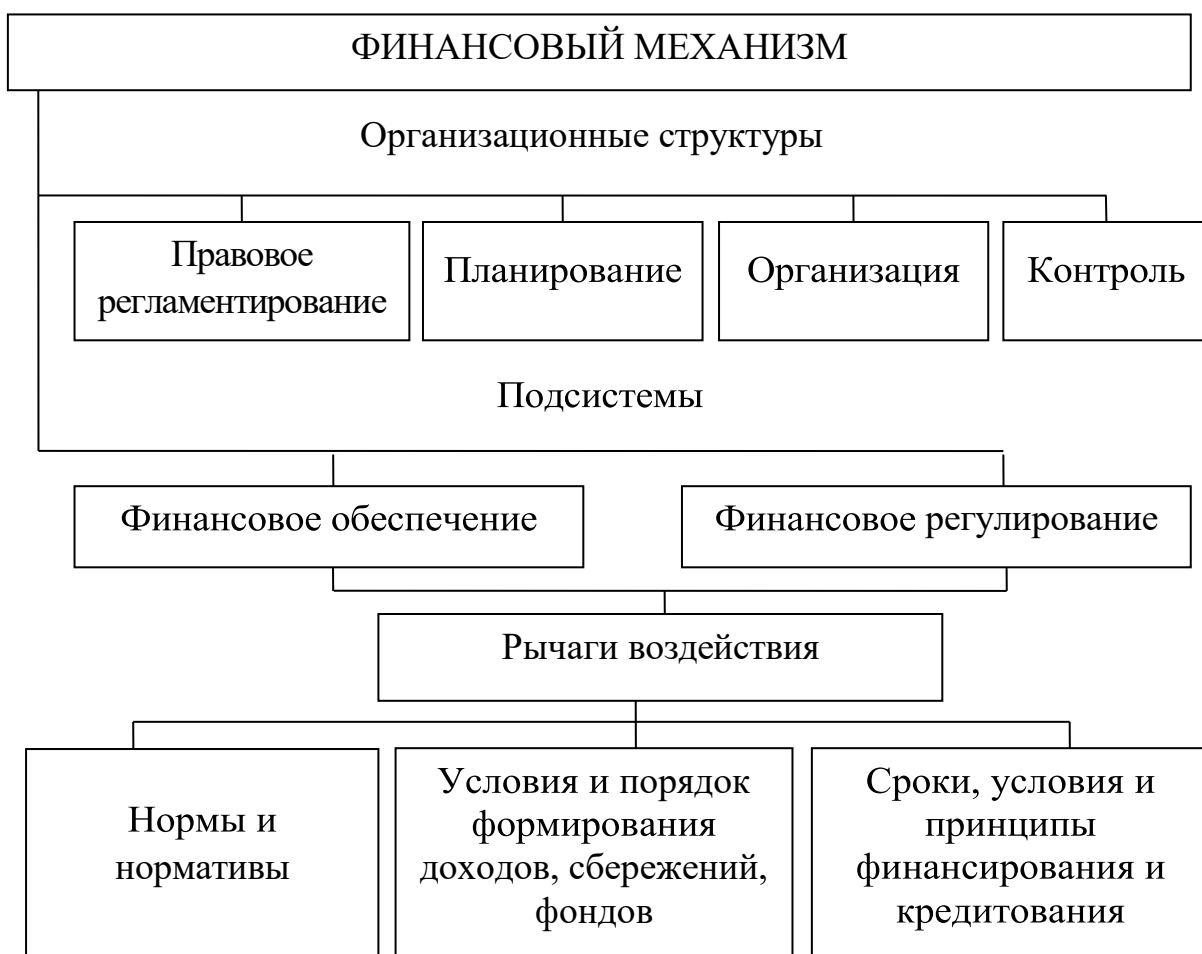 ФИНАНСОВЫЙ МЕХАНИЗМ
Организационные структуры
Правовое
регламентирование
Планирование
Организация
Контроль
Подсистемы
Финансовое обеспечение
Финансовое регулирование
Рычаги воздействия
Нормы и
нормативы
Условия и порядок
формирования
доходов, сбережений,
фондов
Сроки, условия и
принципы
финансирования и
кредитования